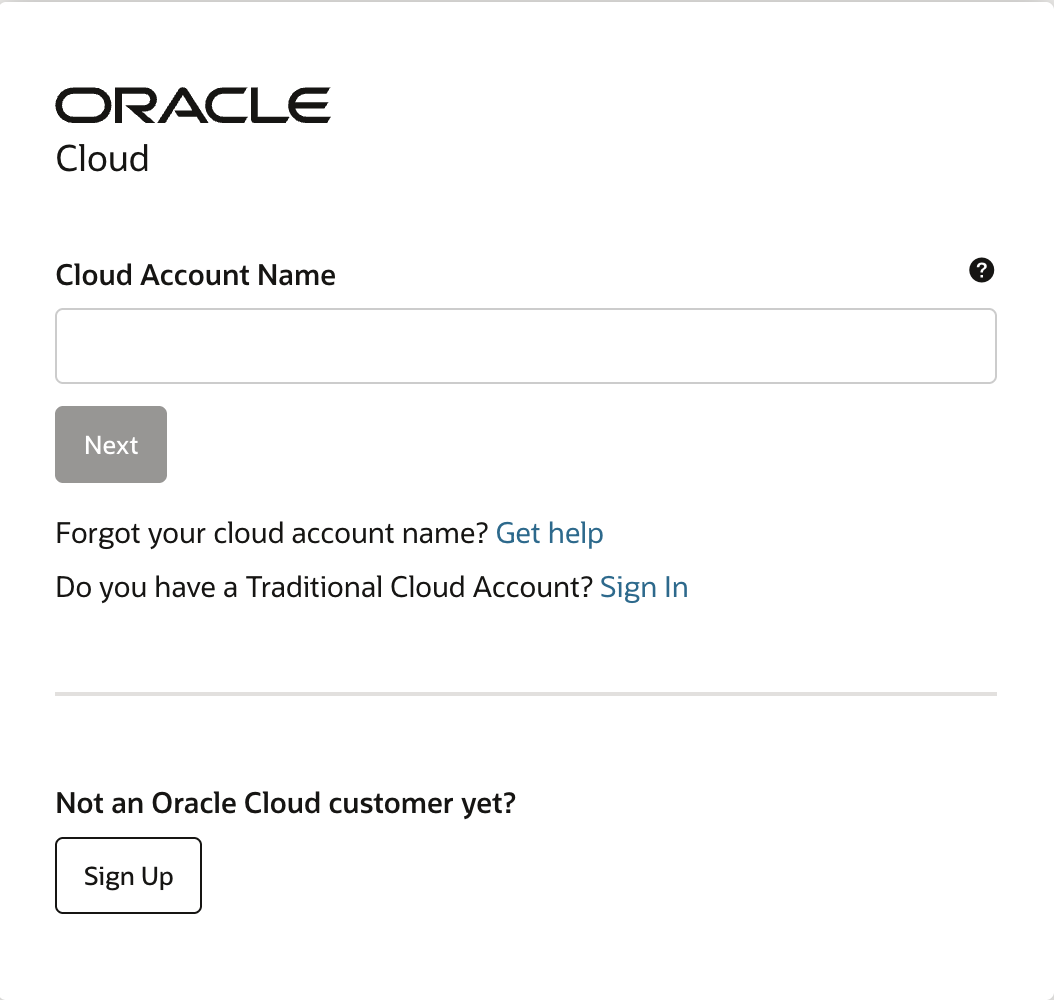 ORACLE
Cloud
Cloud Account Name
?
Next
Forgot your cloud account name? Get help
Do you have a Traditional Cloud Account? Sign In
Not an Oracle Cloud customer yet?
Sign Up